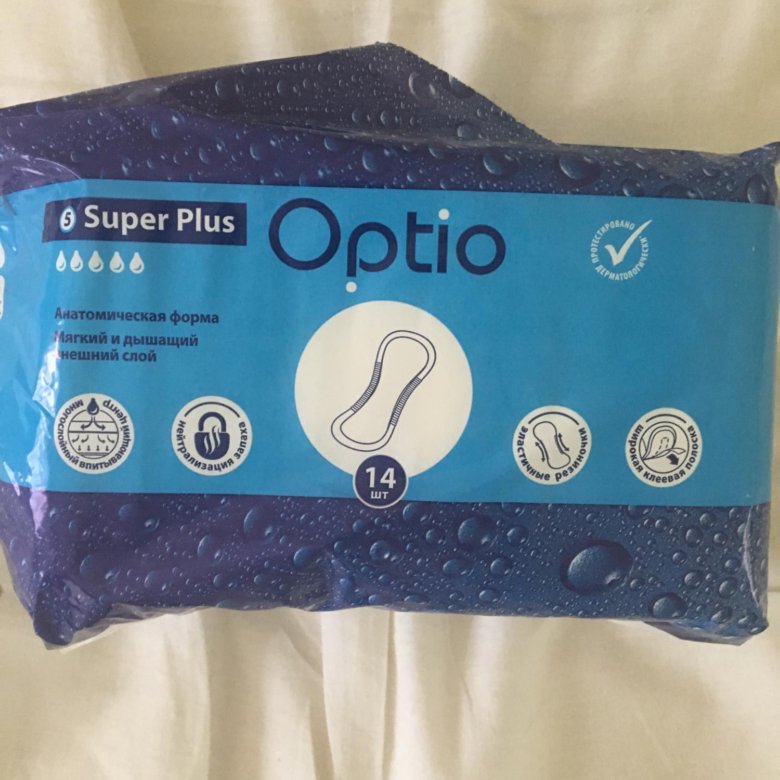 5 Super Plus
Optio
ПРОТЕСТИРОВАНО
ДЕРМАТОЛОГИЧЕСКИ
Анатомическая форма
Мягкий и дышащий
внешний слой
многослойный впитывающий центр
нейтрализация запаха
14
шт
эластичные резиночки
широкая клеевая полоска